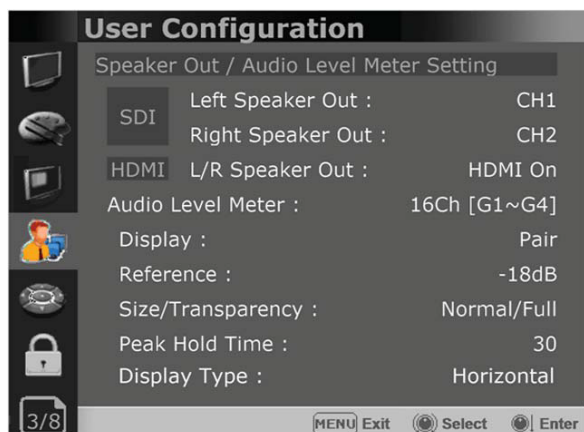 User Configuration
Speaker Out / Audio Level Meter Setting
SDI
Left Speaker Out : CH1
Right Speaker Out : CH2
HDMI L/R Speaker Out : HDMI On
Audio Level Meter : 16Ch [G1~G4]
Display : Pair
Reference : -18dB
Size/Transparency : Normal/Full
Peak Hold Time : 30
Display Type : Horizontal
3/8 MENU Exit Select Enter